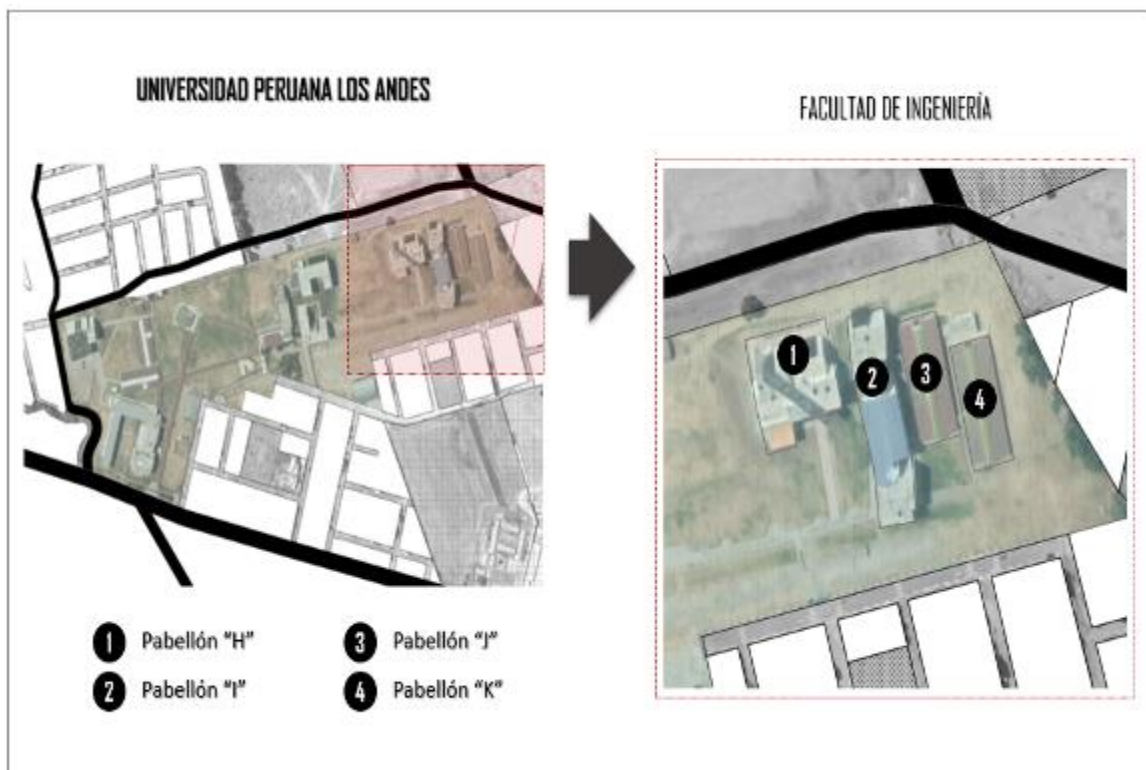 UNIVERSIDAD PERUANA LOS ANDES
FACULTAD DE INGENIERÍA
1
2
3
4
1 Pabellón “H”
3 Pabellón “J”
2 Pabellón “I”
4 Pabellón “K”